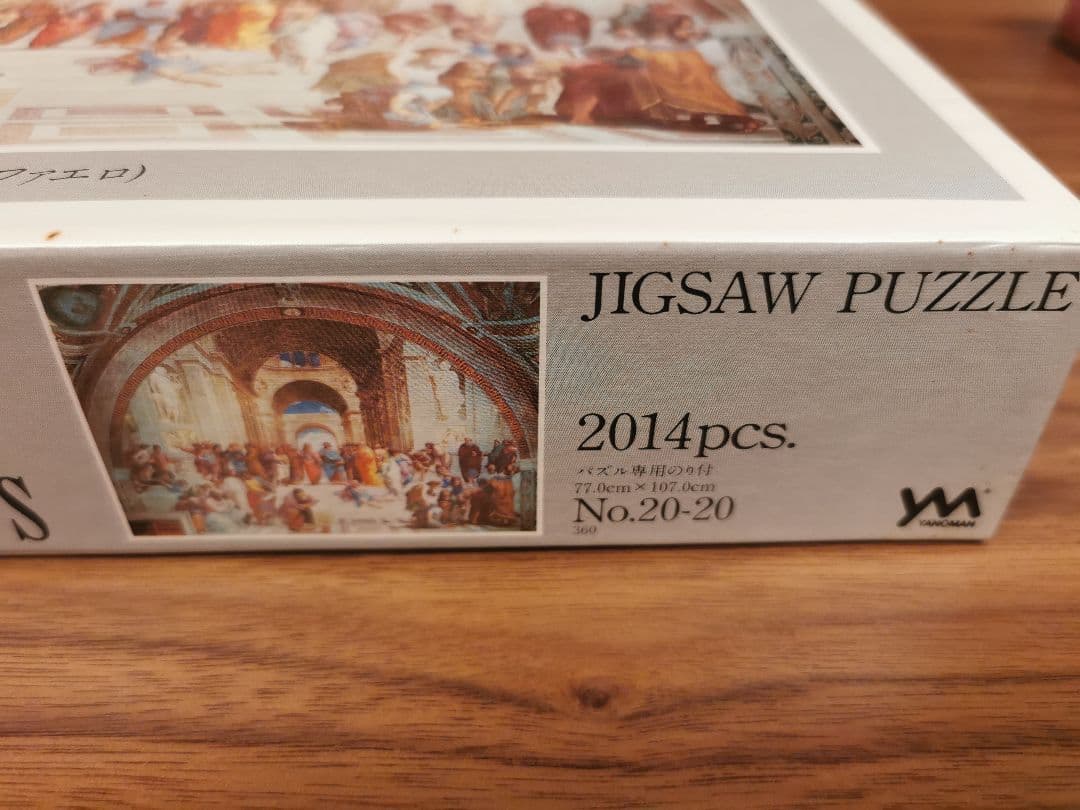 ファエロ)
S
JIGSAW PUZZLE
2014pcs.
パズル専用のり付
77.0cm×107.0cm
No.20-20
360
YM
YANOMAN